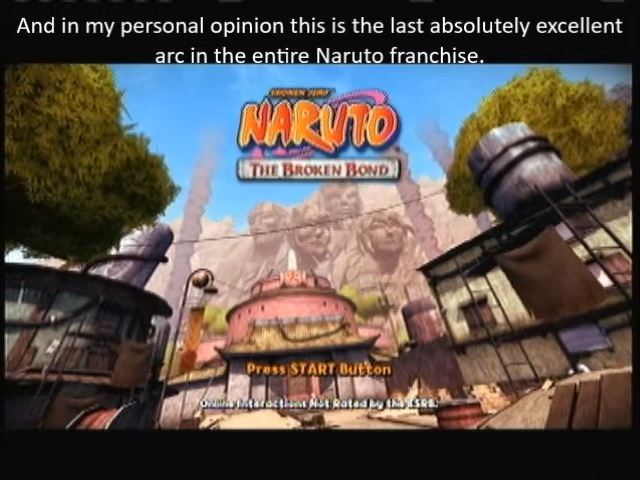 And in my personal opinion this is the last absolutely excellent
arc in the entire Naruto franchise.
SHONEN JUMP
NARUTO
THE BROKEN BOND
Press START Button
Online Interactions Not Rated by the ESRB.